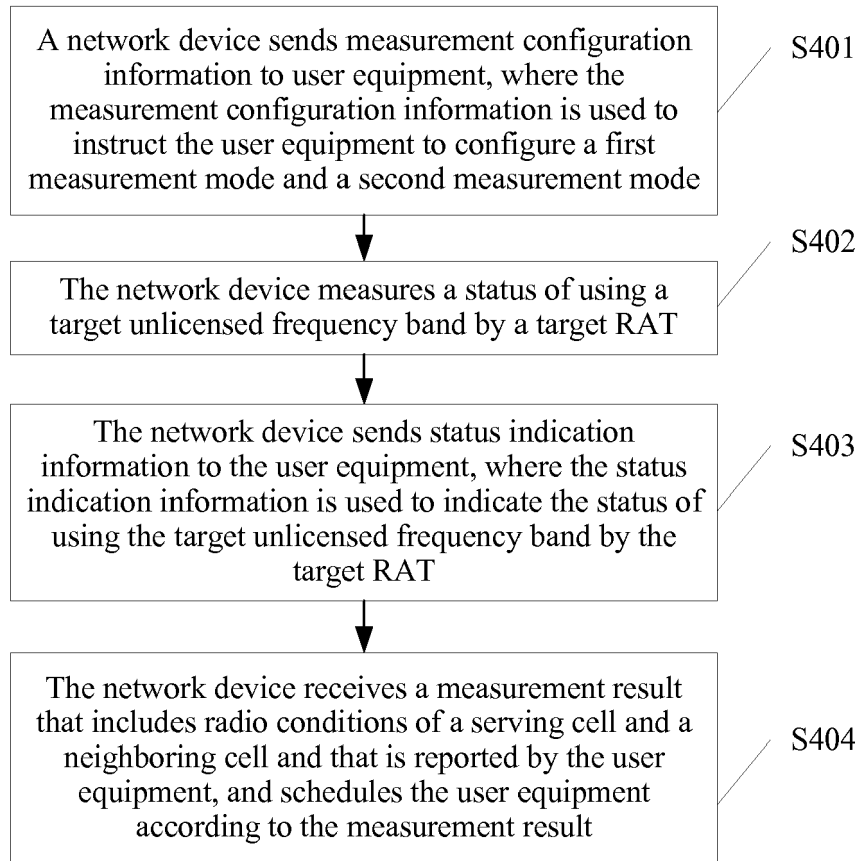 A network device sends measurement configuration
information to user equipment, where the
measurement configuration information is used to
instruct the user equipment to configure a first
measurement mode and a second measurement mode
S401
The network device measures a status of using a
target unlicensed frequency band by a target RAT
S402
The network device sends status indication
information to the user equipment, where the status
indication information is used to indicate the status of
using the target unlicensed frequency band by the
target RAT
S403
The network device receives a measurement result
that includes radio conditions of a serving cell and a
neighboring cell and that is reported by the user
equipment, and schedules the user equipment
according to the measurement result
S404